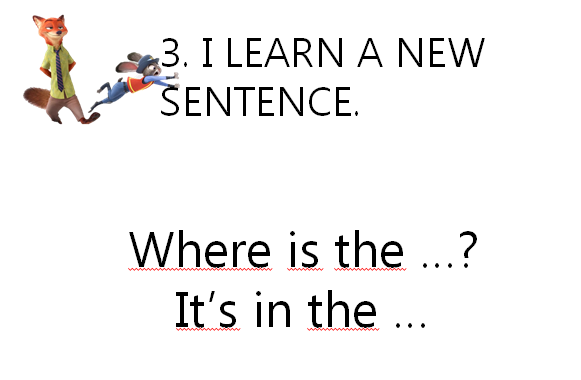 3. I LEARN A NEW
SENTENCE.
Where is the ...?
It's in the ...